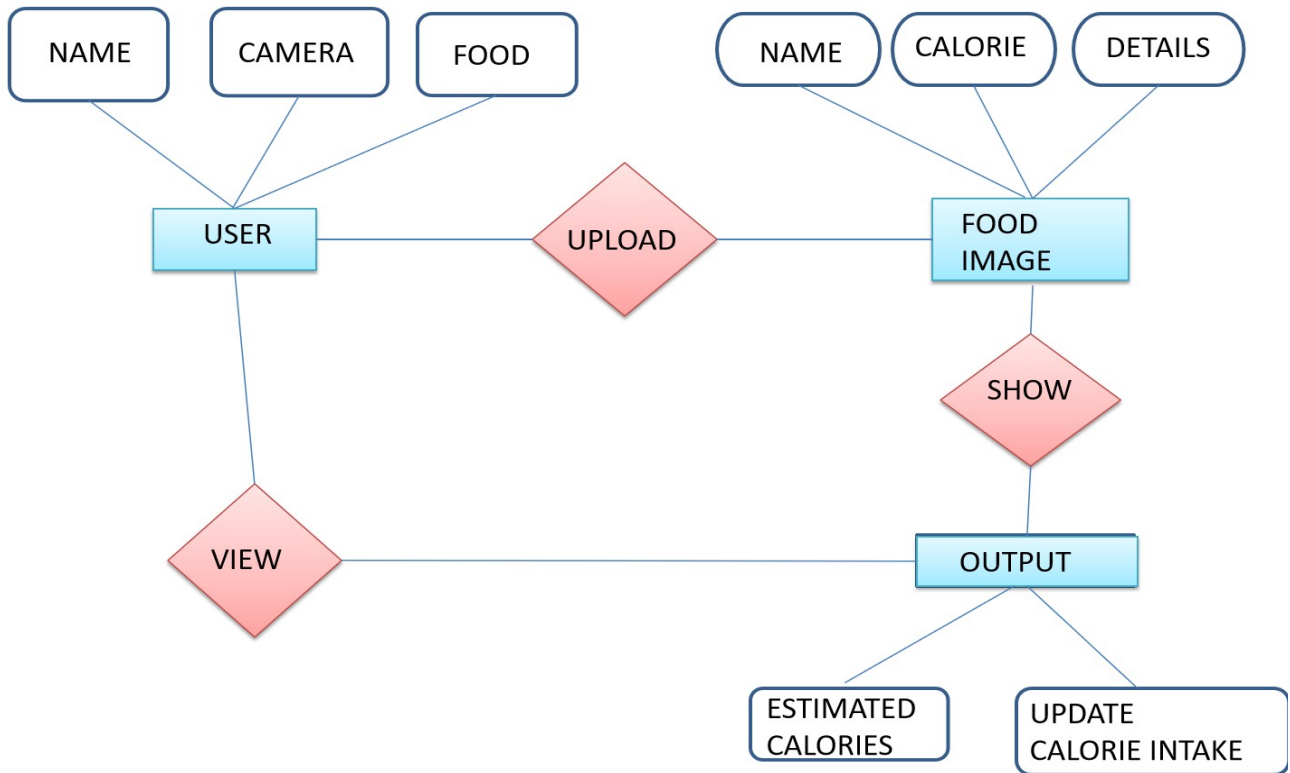 NAME
CAMERA
FOOD
NAME
CALORIE
DETAILS
USER
UPLOAD
FOOD
IMAGE
SHOW
VIEW
OUTPUT
ESTIMATED
CALORIES
UPDATE
CALORIE INTAKE